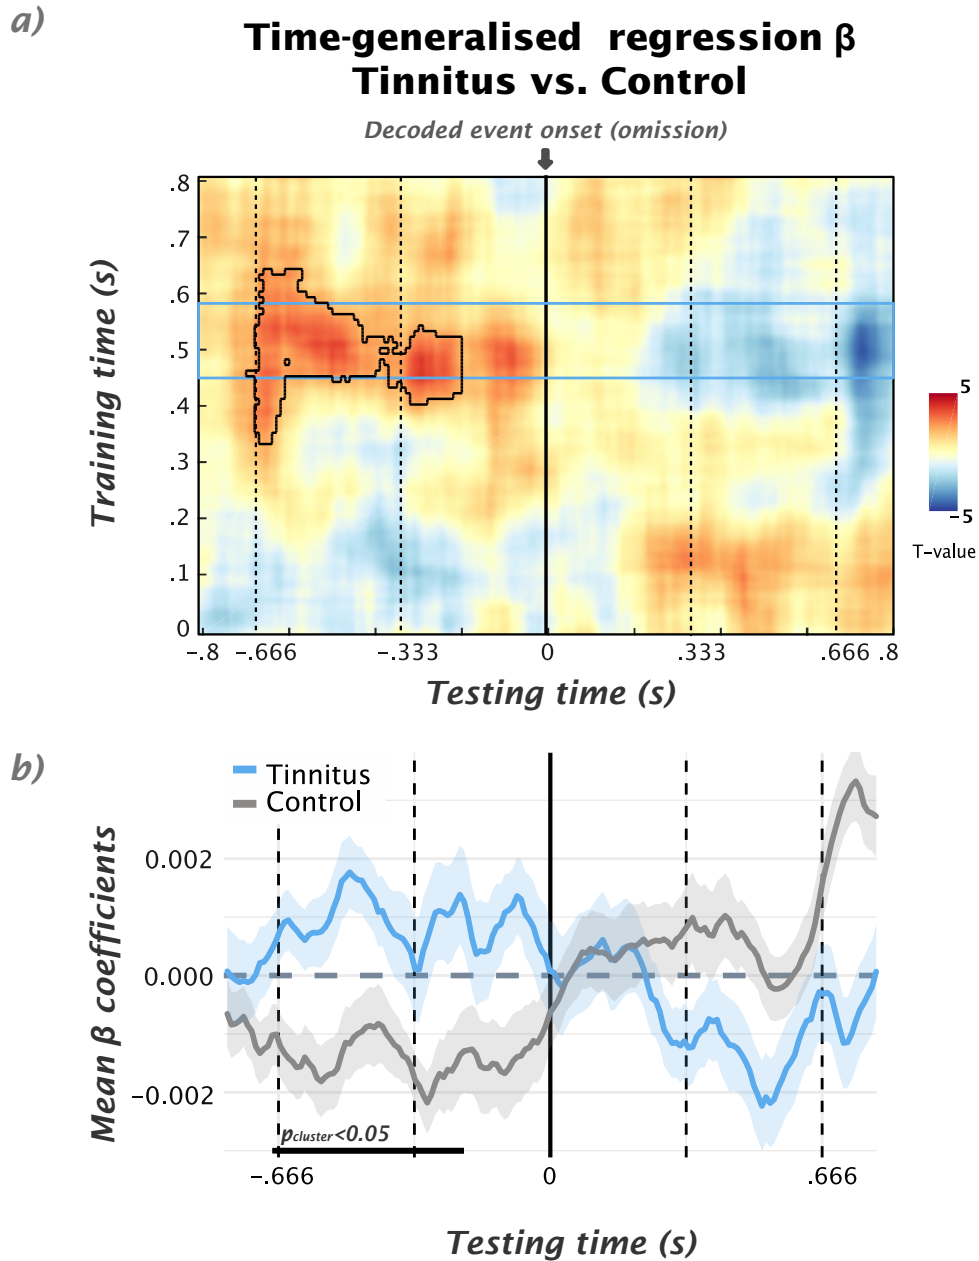 a)
Time-generalised regression β
Tinnitus vs. Control
Decoded event onset (omission)
.8
.7
.6
.5
.4
.3
.2
.1
0
Training time (s)
-.8 -.666 -.333 0 .333 .666 .8
Testing time (s)
5
-5
T-value
b)
Tinnitus
Control
0.002
0.000
-0.002
Mean β coefficients
pcluster<0.05
-.666 0 .666
Testing time (s)